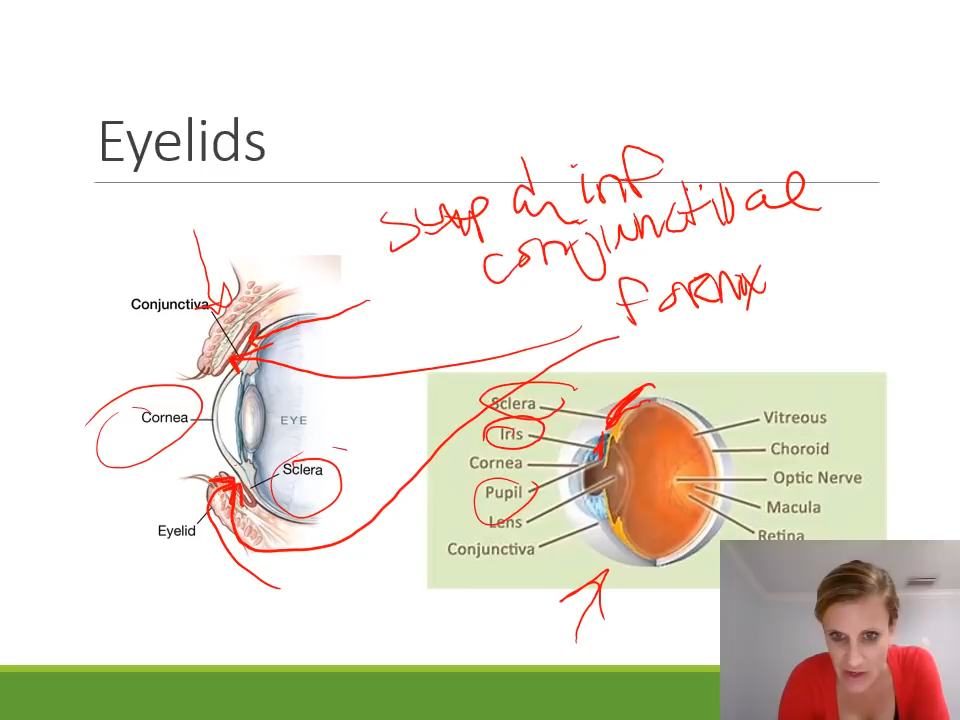 Eyelids
sup an inf
conjunctival
fornix
Conjunctiva
Cornea
EYE
Sclera
Eyelid
Sclera
Iris
Cornea
Pupil
Lens
Conjunctiva
Vitreous
Choroid
Optic Nerve
Macula
Retina